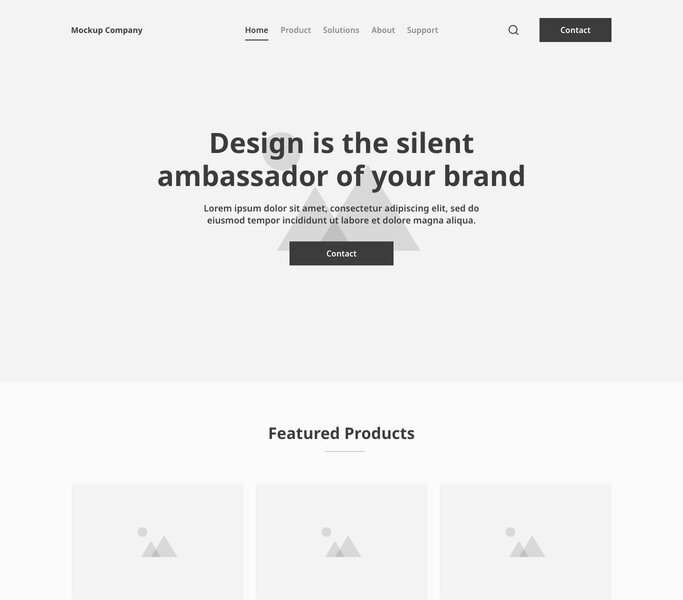 Mockup Company
Home Product Solutions About Support
Contact
Design is the silent
ambassador of your brand
Lorem ipsum dolor sit amet, consectetur adipiscing elit, sed do
eiusmod tempor incididunt ut labore et dolore magna aliqua.
Contact
Featured Products